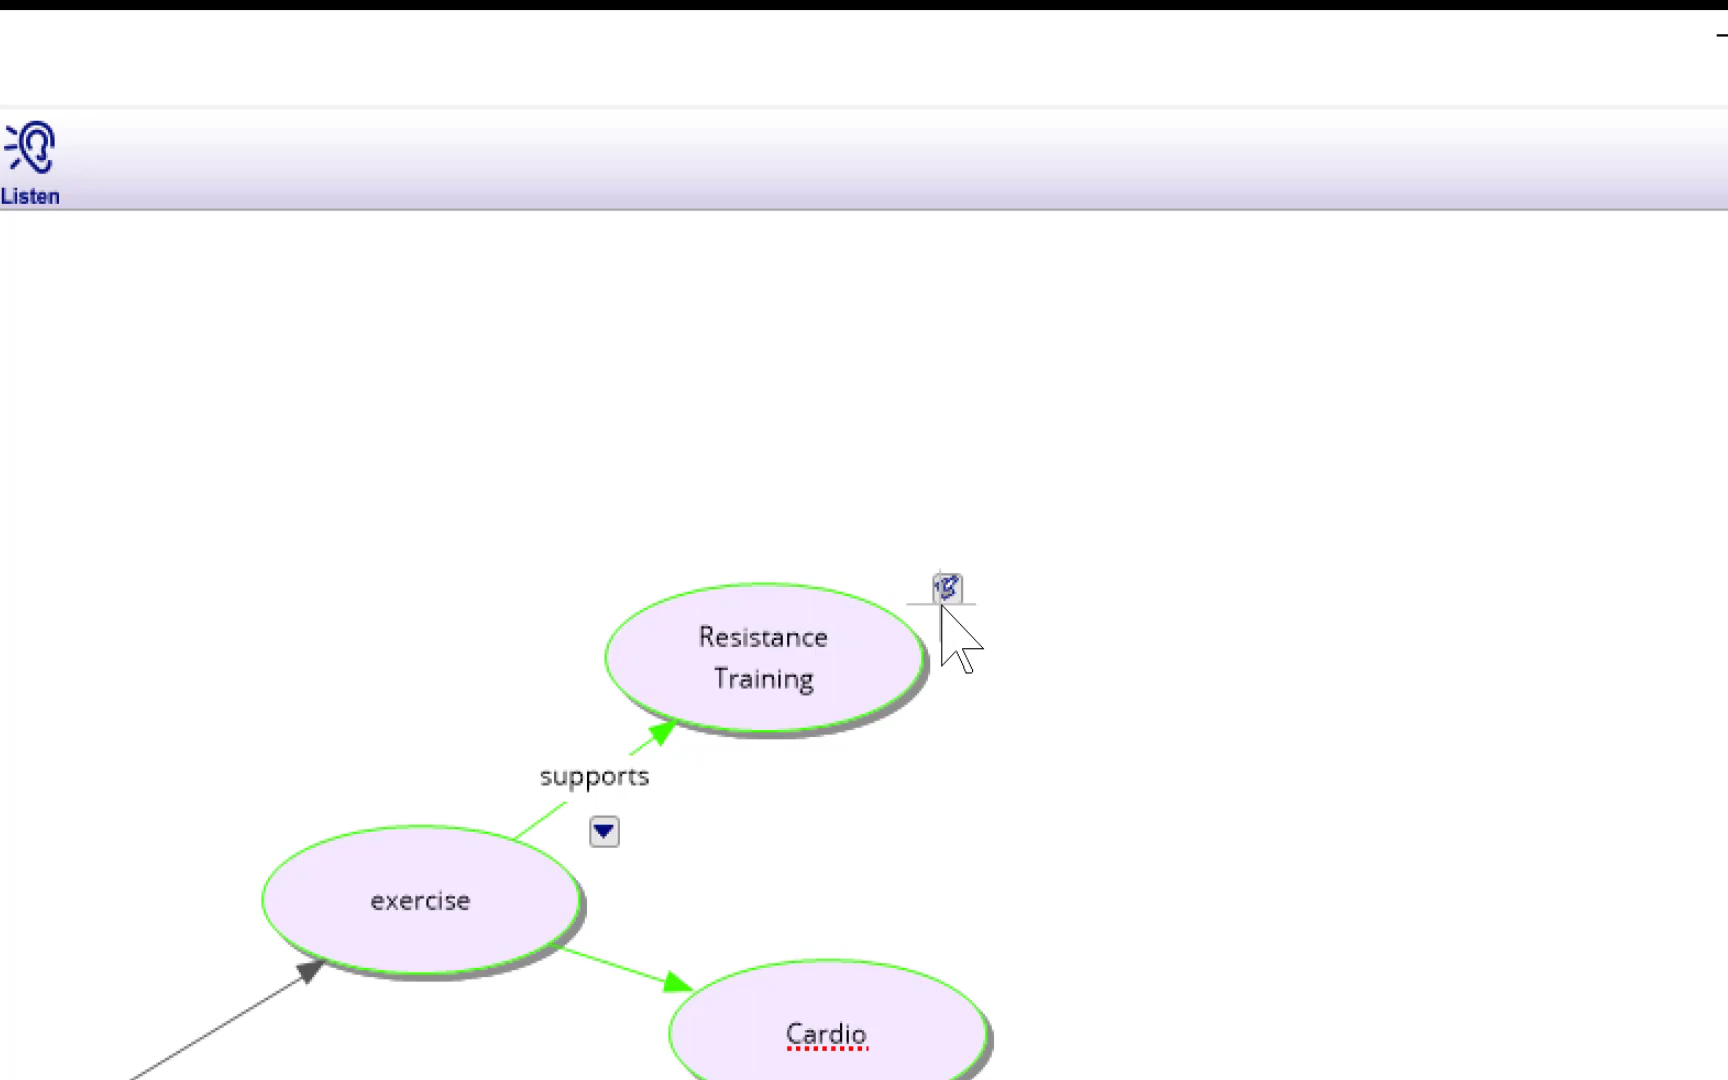 Listen
Resistance
Training
supports
exercise
Cardio